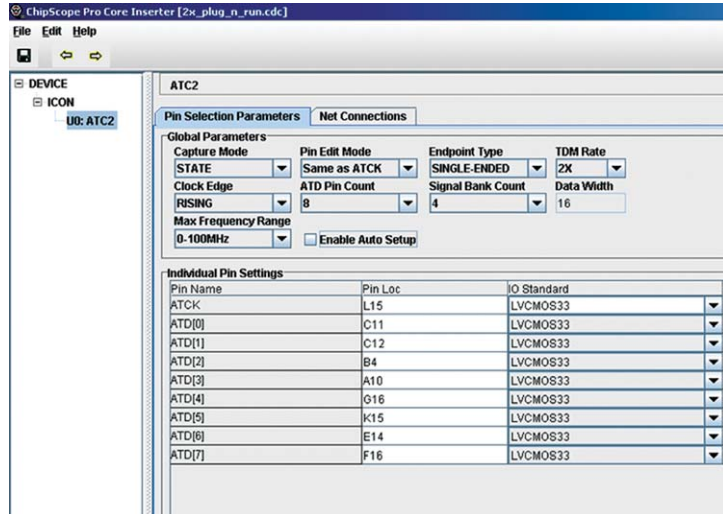 ChipScope Pro Core Inserter [2x_plug_n_run.cdc]
File Edit Help
DEVICE
ICON
U0: ATC2
ATC2
Pin Selection Parameters Net Connections
Global Parameters
Capture Mode Pin Edit Mode Endpoint Type TDM Rate
STATE Same as ATCK SINGLE-ENDED 2X
Clock Edge ATD Pin Count Signal Bank Count Data Width
RISING 8 4 16
Max Frequency Range
0-100MHz Enable Auto Setup
Individual Pin Settings
Pin Name Pin Loc IO Standard
ATCK L15 LVCMOS33
ATD[0] C11 LVCMOS33
ATD[1] C12 LVCMOS33
ATD[2] B4 LVCMOS33
ATD[3] A10 LVCMOS33
ATD[4] G16 LVCMOS33
ATD[5] K15 LVCMOS33
ATD[6] E14 LVCMOS33
ATD[7] F16 LVCMOS33